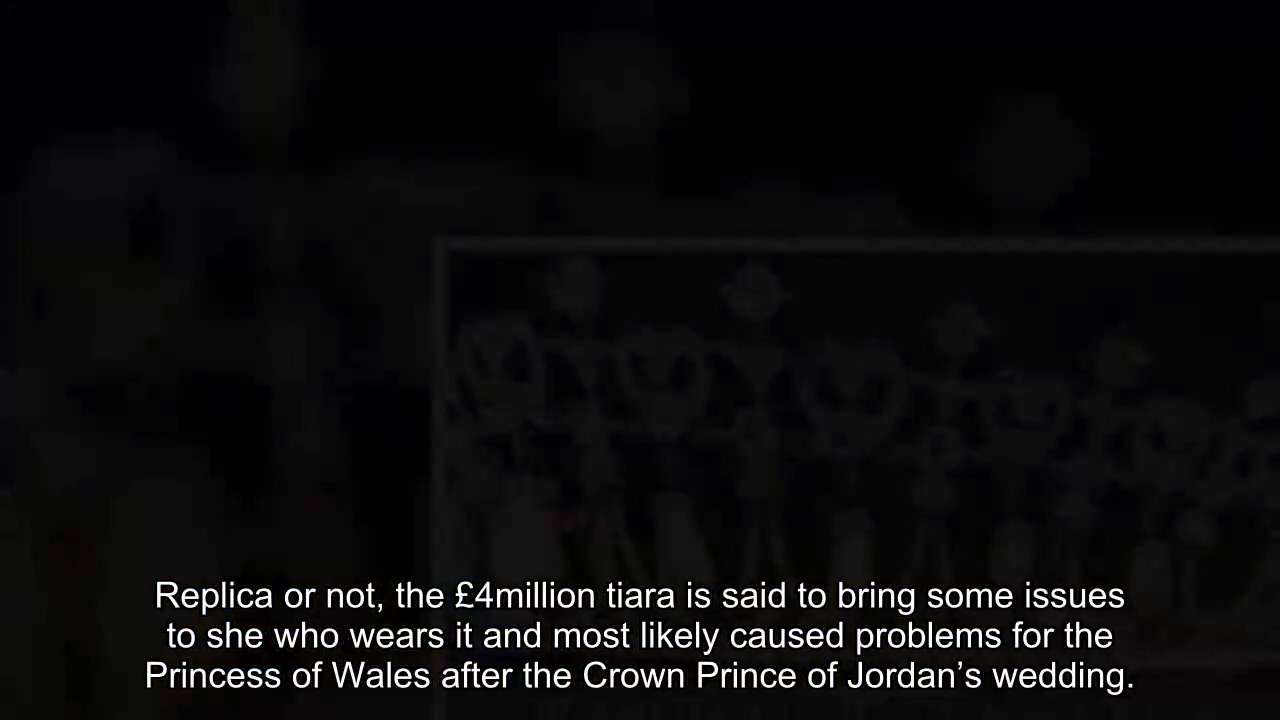 Replica or not, the £4million tiara is said to bring some issues
to she who wears it and most likely caused problems for the
Princess of Wales after the Crown Prince of Jordan’s wedding.